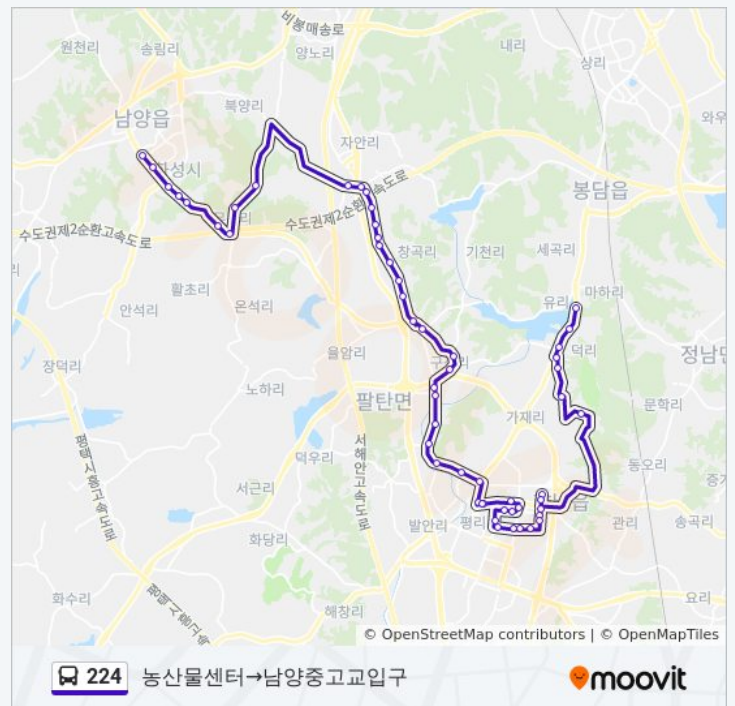 비봉매송로
원천리
송림리
양노리
내리
상리
북양리
남양읍
와우
자안리
화성시
수도권제2순환고속도로
봉담읍
수도권제2순환고속도로
창곡리
기천리
세곡리
활초리
안석리
온석리
유리
마하리
율암리
덕리
정남면
장덕리
노하리
팔탄면
가재리
문학리
평택시흥고속도로
서해안고속도로
덕우리
동오리
서근리
발안리
평리
읍
관리
송곡리
화당리
화수리
평택시흥고속
해창리
요리
© OpenStreetMap contributors | © OpenMapTiles
224 농산물센터→남양중고교입구
moovit